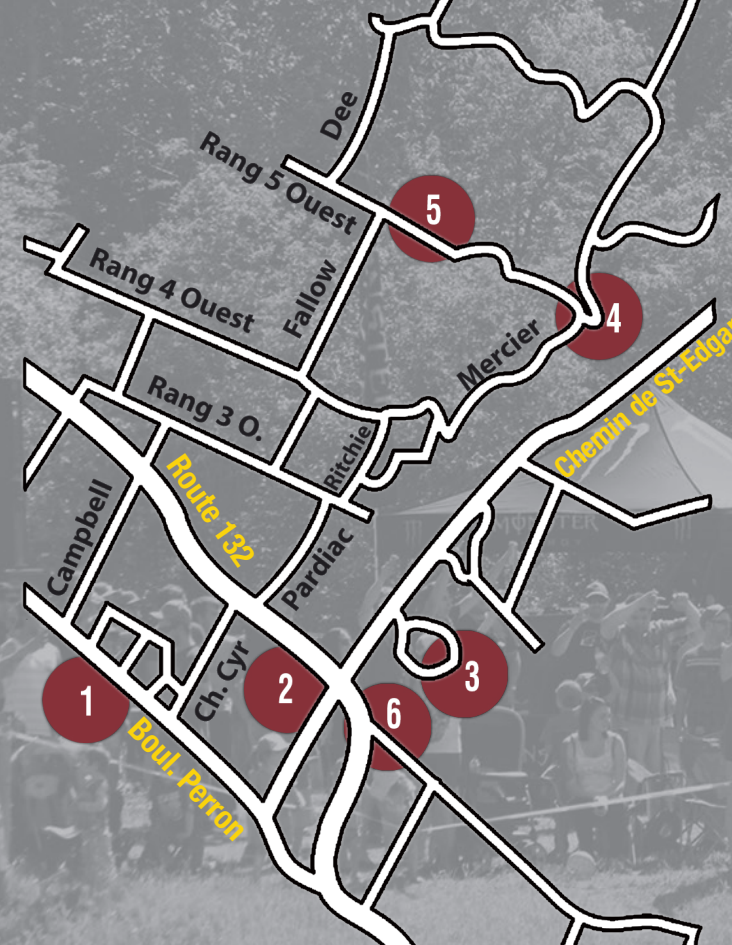 Dee
Rang 5 Ouest
5
Rang 4 Ouest
Fallow
4
Mercier
Chemin de St-Edgar
Rang 3 O.
Ritchie
MONSTER
Route 132
Campbell
Pardiac
Ch. Cyr
1
2
3
6
Boul. Perron